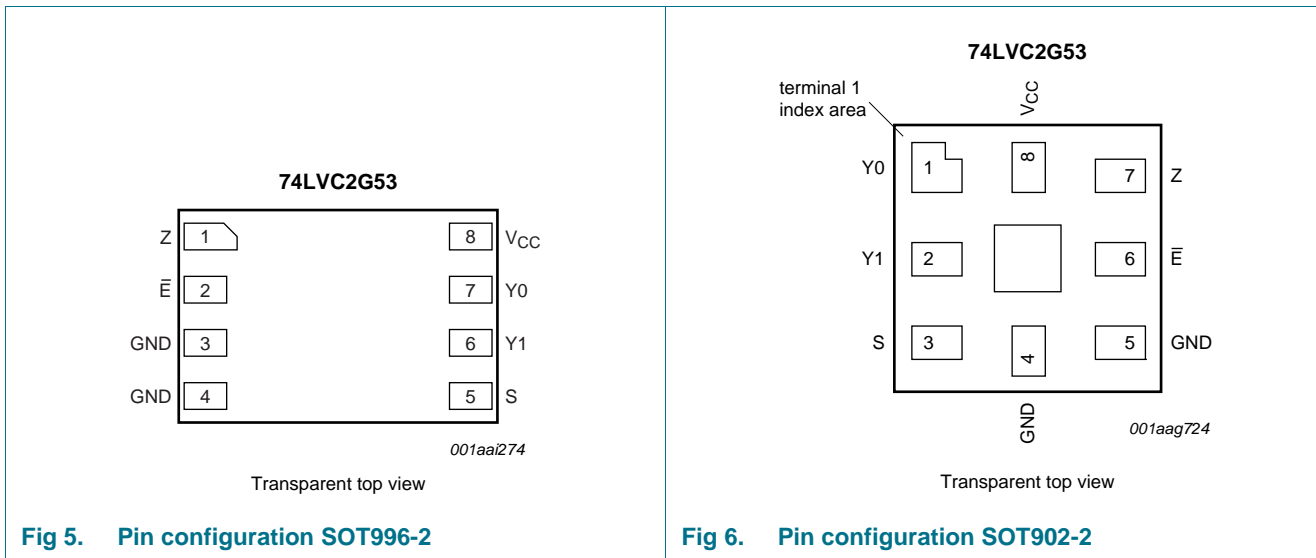 74LVC2G53
Z 1 8 VCC
E̅ 2 7 Y0
GND 3 6 Y1
GND 4 5 S
001aai274
Transparent top view
Fig 5. Pin configuration SOT996-2
74LVC2G53
terminal 1
index area
VCC
Y0 1 8 7 Z
Y1 2 6 E̅
S 3 4 5 GND
GND
001aag724
Transparent top view
Fig 6. Pin configuration SOT902-2